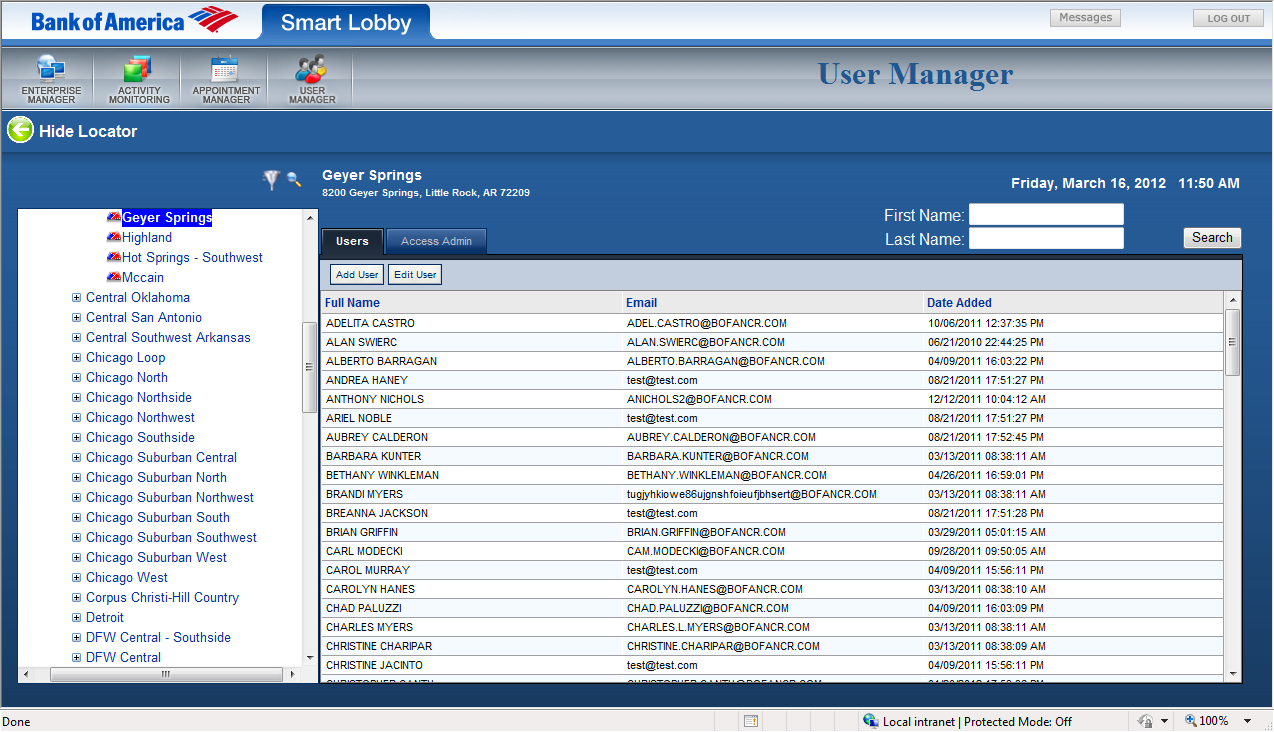 Bank of America
Smart Lobby
Messages
LOG OUT
ENTERPRISE MANAGER
ACTIVITY MONITORING
APPOINTMENT MANAGER
USER MANAGER
User Manager
Hide Locator
Geyer Springs
8200 Geyer Springs, Little Rock, AR 72209
Friday, March 16, 2012 11:50 AM
First Name:
Last Name:
Search
Geyer Springs
Highland
Hot Springs - Southwest
Mccain
Central Oklahoma
Central San Antonio
Central Southwest Arkansas
Chicago Loop
Chicago North
Chicago Northside
Chicago Northwest
Chicago Southside
Chicago Suburban Central
Chicago Suburban North
Chicago Suburban Northwest
Chicago Suburban South
Chicago Suburban Southwest
Chicago Suburban West
Chicago West
Corpus Christi-Hill Country
Detroit
DFW Central - Southside
DFW Central
Users
Access Admin
Add User
Edit User
Full Name Email Date Added
ADELITA CASTRO ADEL.CASTRO@BOFANCR.COM 10/06/2011 12:37:35 PM
ALAN SWIERC ALAN.SWIERC@BOFANCR.COM 06/21/2010 22:44:25 PM
ALBERTO BARRAGAN ALBERTO.BARRAGAN@BOFANCR.COM 04/09/2011 16:03:22 PM
ANDREA HANEY test@test.com 08/21/2011 17:51:27 PM
ANTHONY NICHOLS ANICHOLS2@BOFANCR.COM 12/12/2011 10:04:12 AM
ARIEL NOBLE test@test.com 08/21/2011 17:51:27 PM
AUBREY CALDERON AUBREY.CALDERON@BOFANCR.COM 08/21/2011 17:52:45 PM
BARBARA KUNTER BARBARA.KUNTER@BOFANCR.COM 03/13/2011 08:38:11 AM
BETHANY WINKLEMAN BETHANY.WINKLEMAN@BOFANCR.COM 04/26/2011 16:59:01 PM
BRANDI MYERS tugjyhkiowe86ujgnshfoieufjbhsert@BOFANCR.COM 03/13/2011 08:38:11 AM
BREANNA JACKSON test@test.com 08/21/2011 17:51:28 PM
BRIAN GRIFFIN BRIAN.GRIFFIN@BOFANCR.COM 03/29/2011 05:01:15 AM
CARL MODECKI CAM.MODECKI@BOFANCR.COM 09/28/2011 09:50:05 AM
CAROL MURRAY test@test.com 04/09/2011 15:56:11 PM
CAROLYN HANES CAROLYN.HANES@BOFANCR.COM 03/13/2011 08:38:10 AM
CHAD PALUZZI CHAD.PALUZZI@BOFANCR.COM 04/09/2011 16:03:09 PM
CHARLES MYERS CHARLES.L.MYERS@BOFANCR.COM 03/13/2011 08:38:11 AM
CHRISTINE CHARIPAR CHRISTINE.CHARIPAR@BOFANCR.COM 03/13/2011 08:38:09 AM
CHRISTINE JACINTO test@test.com 04/09/2011 15:56:11 PM
Done
Local intranet | Protected Mode: Off
100%